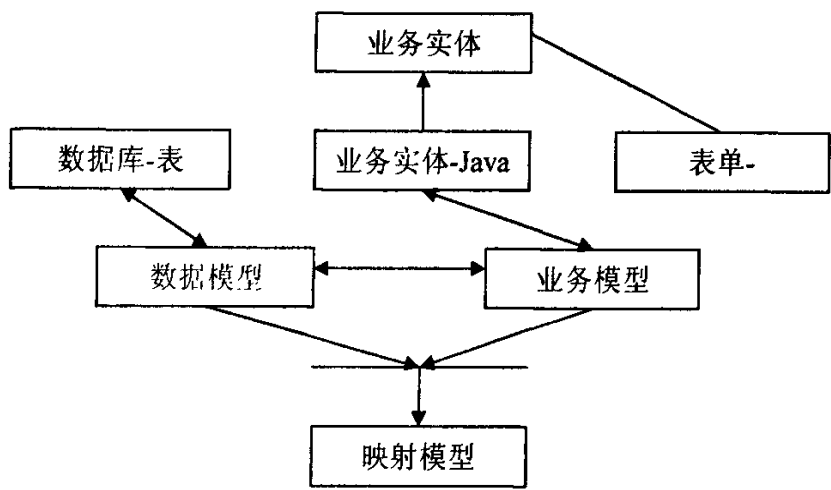 业务实体
数据库-表
业务实体-Java
表单-
数据模型
业务模型
映射模型